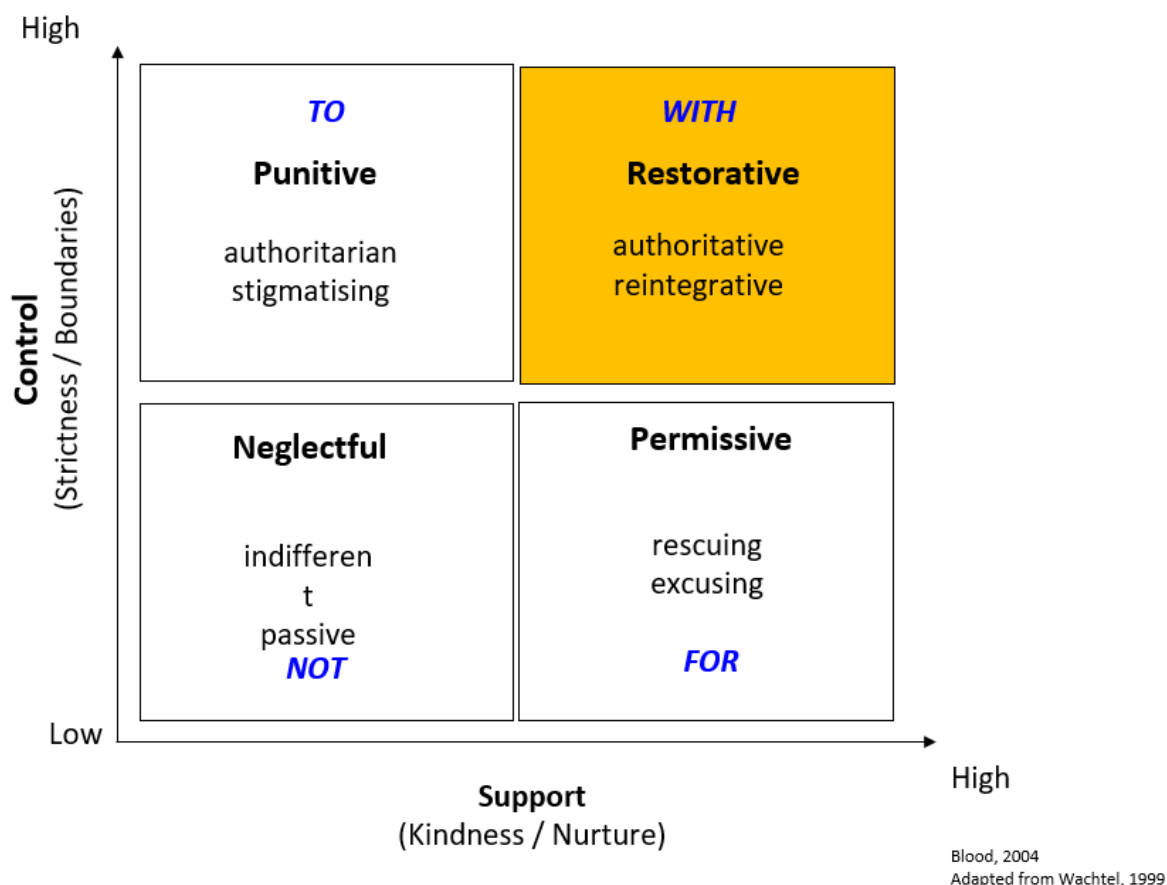 High
TO
Punitive
authoritarian
stigmatising
WITH
Restorative
authoritative
reintegrative
Control
(Strictness / Boundaries)
Neglectful
indifferen
t
passive
NOT
Permissive
rescuing
excusing
FOR
Low
High
Support
(Kindness / Nurture)
Blood, 2004
Adapted from Wachtel, 1999